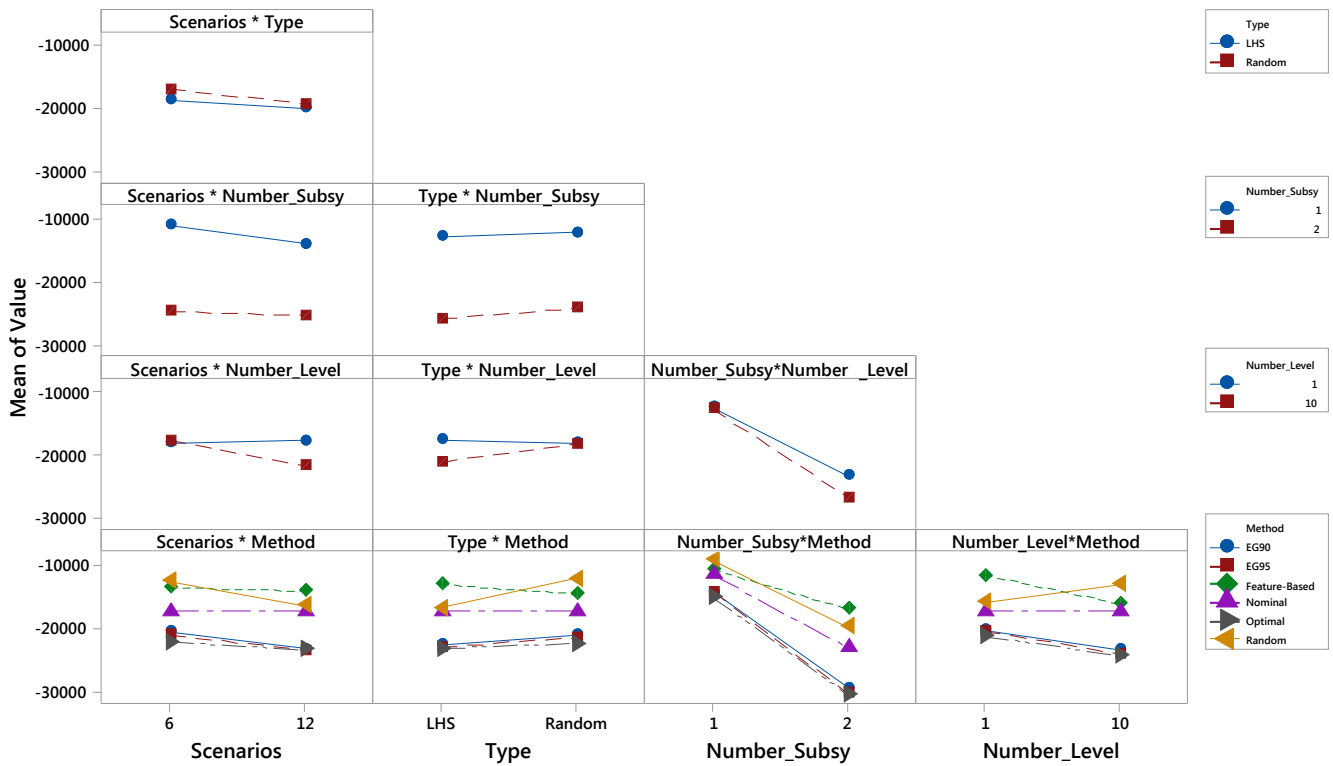 Scenarios * Type
-10000
-20000
-30000
Type
LHS
Random
Scenarios * Number_Subsy
Type * Number_Subsy
-10000
-20000
-30000
Number_Subsy
1
2
Mean of Value
Scenarios * Number_Level
Type * Number_Level
Number_Subsy*Number _Level
-10000
-20000
-30000
Number_Level
1
10
Scenarios * Method
Type * Method
Number_Subsy*Method
Number_Level*Method
-10000
-20000
-30000
Method
EG90
EG95
Feature-Based
Nominal
Optimal
Random
6
12
LHS
Random
1
2
1
10
Scenarios
Type
Number_Subsy
Number_Level